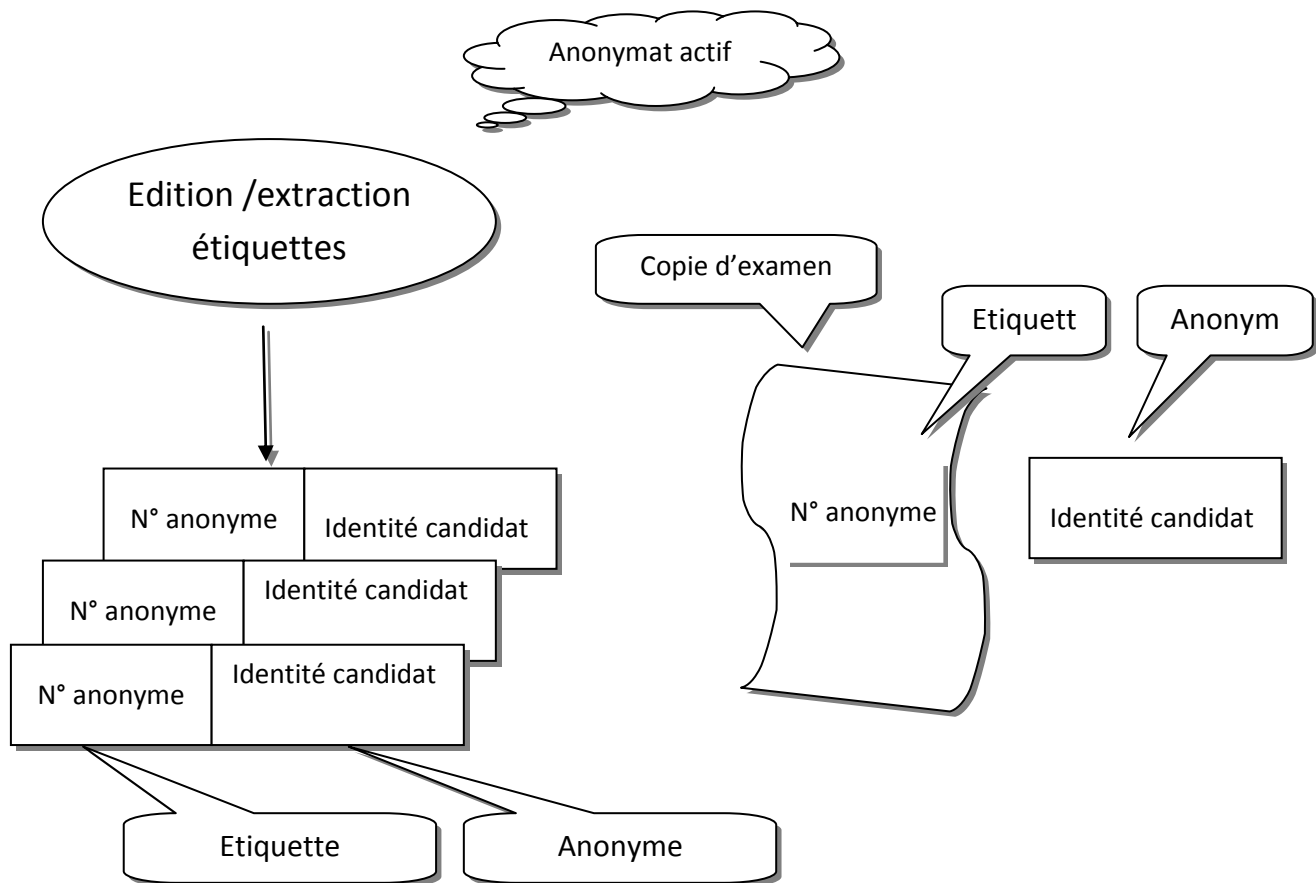 Anonymat actif
Edition /extraction
étiquettes
Copie d’examen
Etiquett
Anonym
N° anonyme
Identité candidat
N° anonyme
Identité candidat
N° anonyme
Identité candidat
N° anonyme
Identité candidat
Etiquette
Anonyme